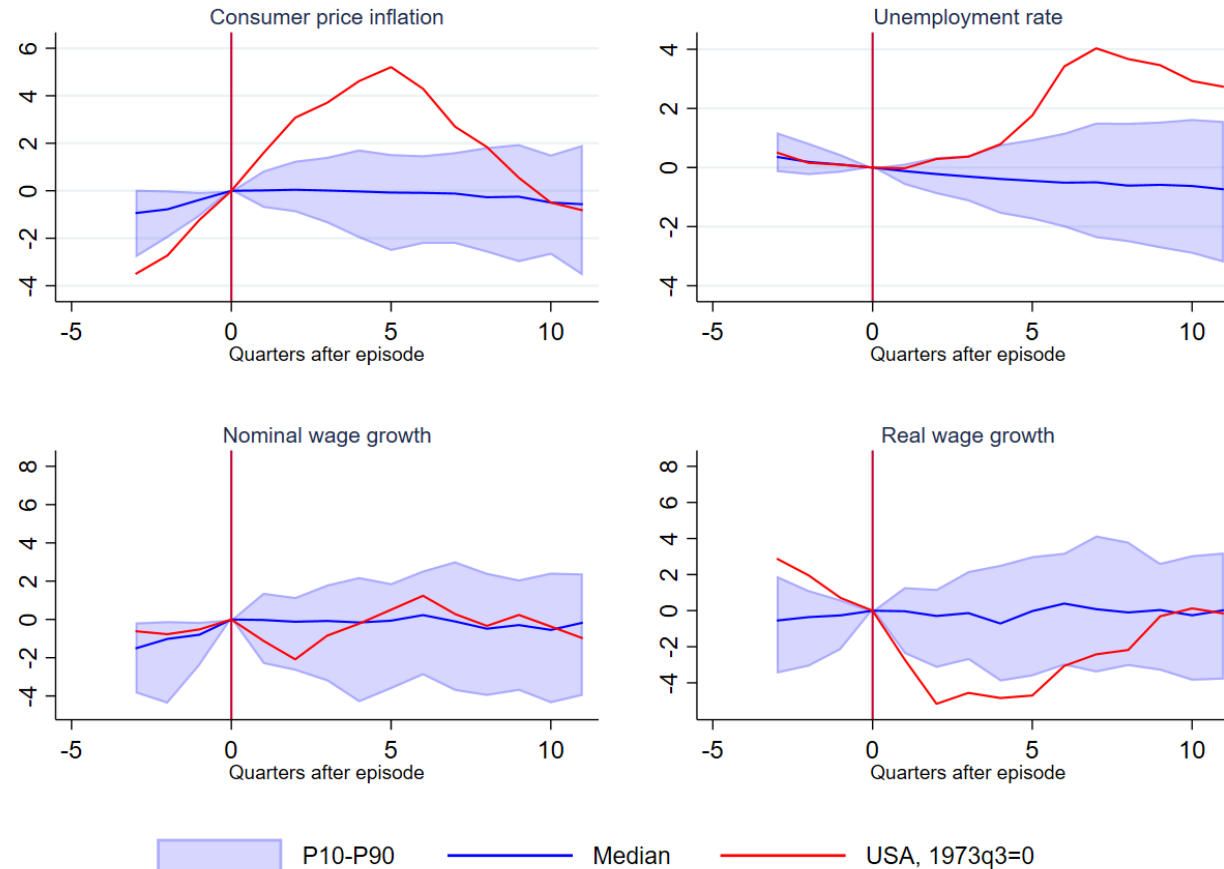 Consumer price inflation
Unemployment rate
6
4
2
0
-2
-4
4
2
0
-2
-4
-5 0 5 10
-5 0 5 10
Quarters after episode
Quarters after episode
Nominal wage growth
Real wage growth
8
6
4
2
0
-2
-4
8
6
4
2
0
-2
-4
-5 0 5 10
-5 0 5 10
Quarters after episode
Quarters after episode
P10-P90 Median USA, 1973q3=0